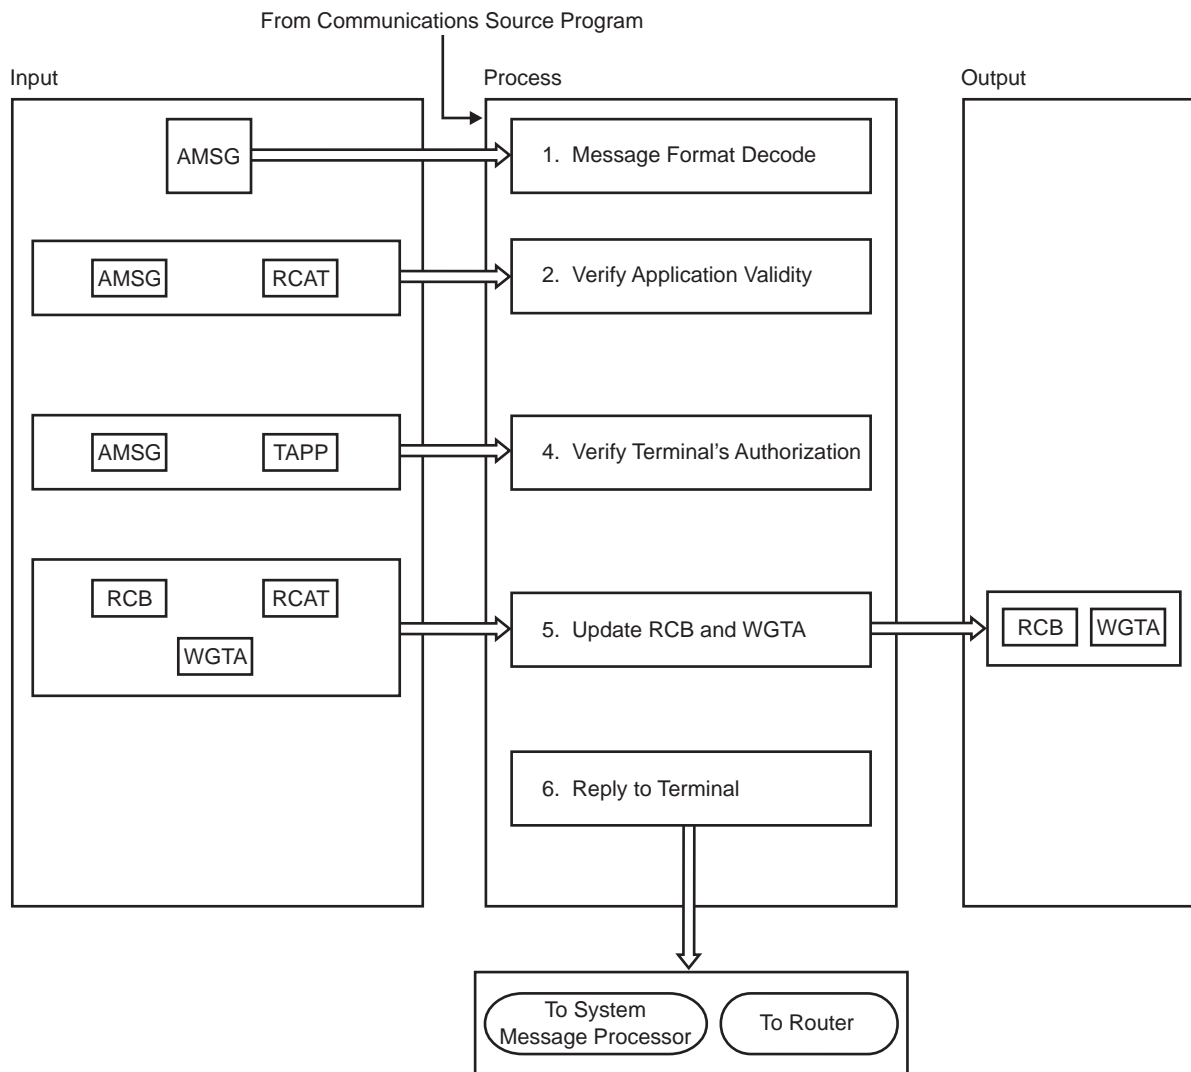 From Communications Source Program
Input
Process
Output
AMSG
1. Message Format Decode
AMSG
RCAT
2. Verify Application Validity
AMSG
TAPP
4. Verify Terminal's Authorization
RCB
RCAT
WGTA
5. Update RCB and WGTA
RCB
WGTA
6. Reply to Terminal
To System
Message Processor
To Router